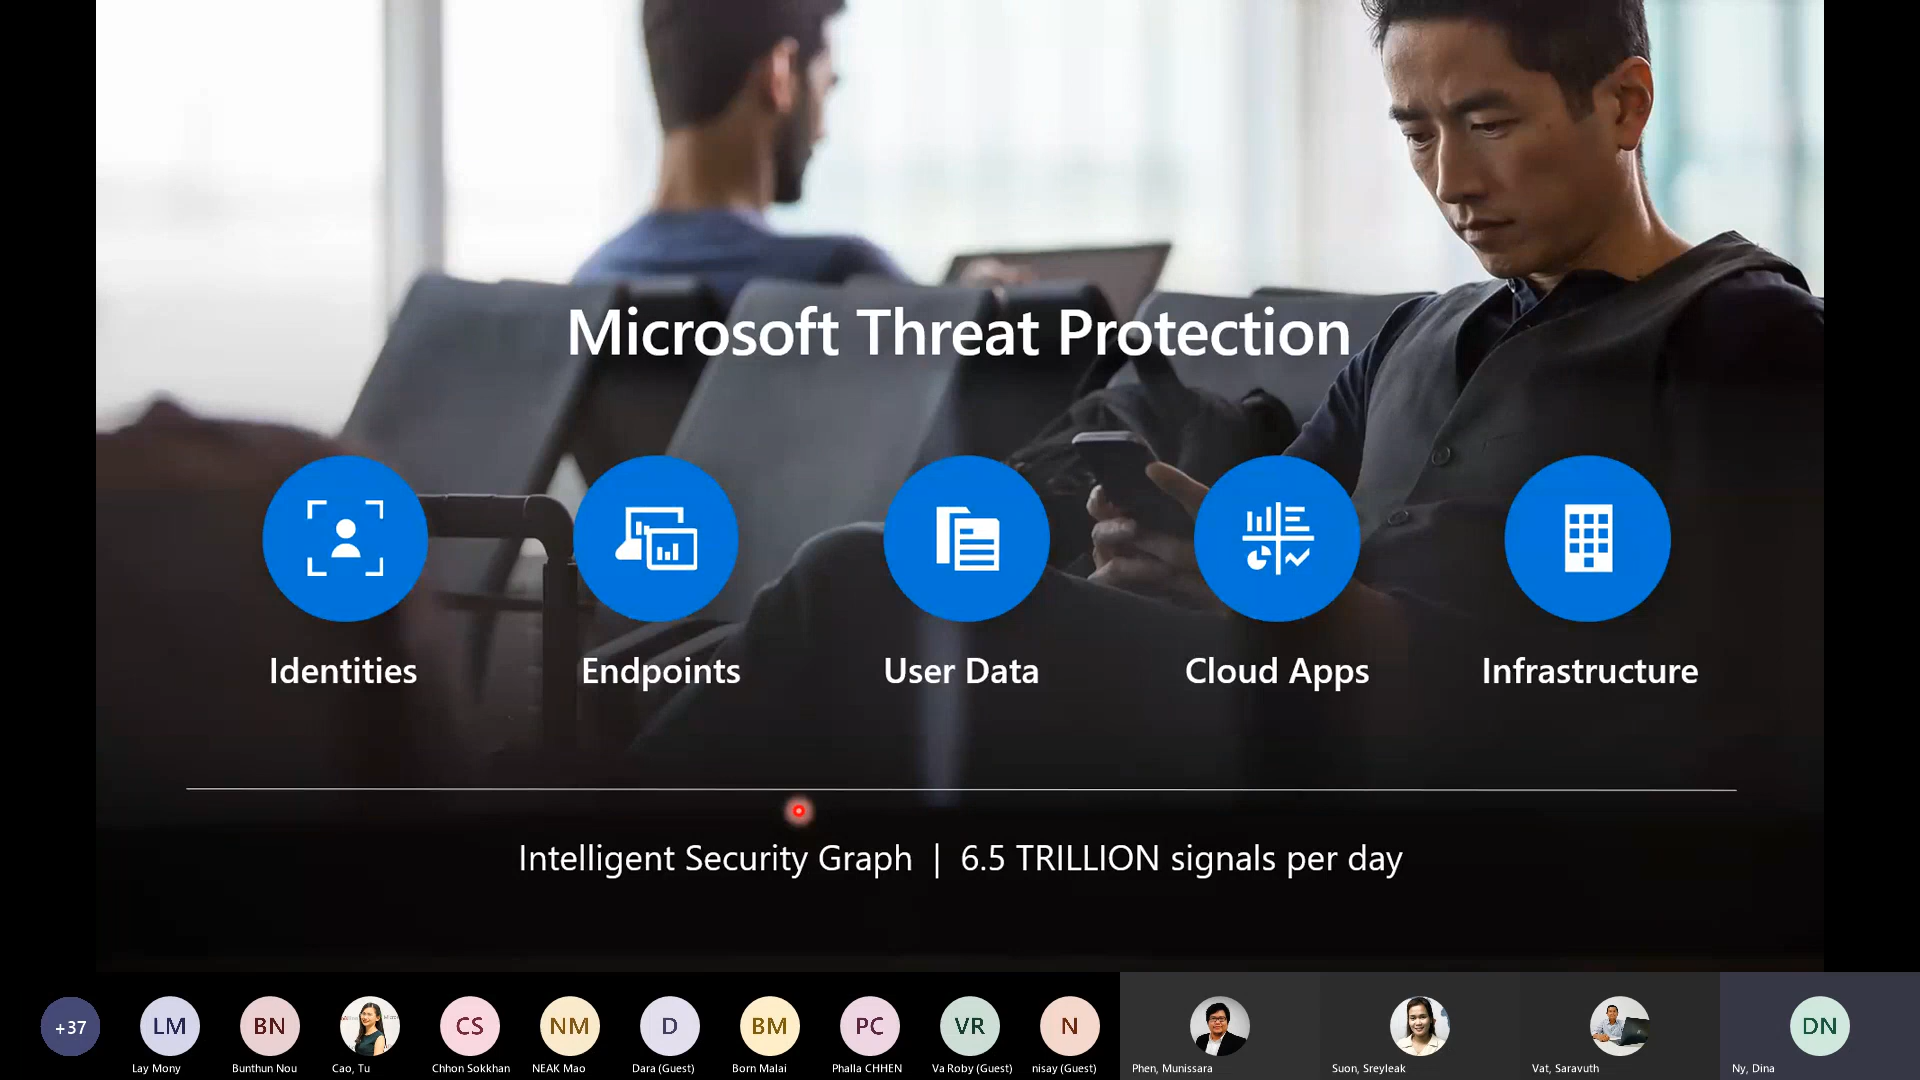 Microsoft Threat Protection
Identities
Endpoints
User Data
Cloud Apps
Infrastructure
Intelligent Security Graph | 6.5 TRILLION signals per day
+37
LM
BN
CS
NM
D
BM
PC
VR
N
DN
Lay Mony
Bunthun Nou
Cao, Tu
Chhon Sokkhan
NEAK Mao
Dara (Guest)
Born Malai
Phalla CHHEN
Va Roby (Guest)
nisay (Guest)
Phen, Munissara
Suon, Sreyleak
Vat, Saravuth
Ny, Dina